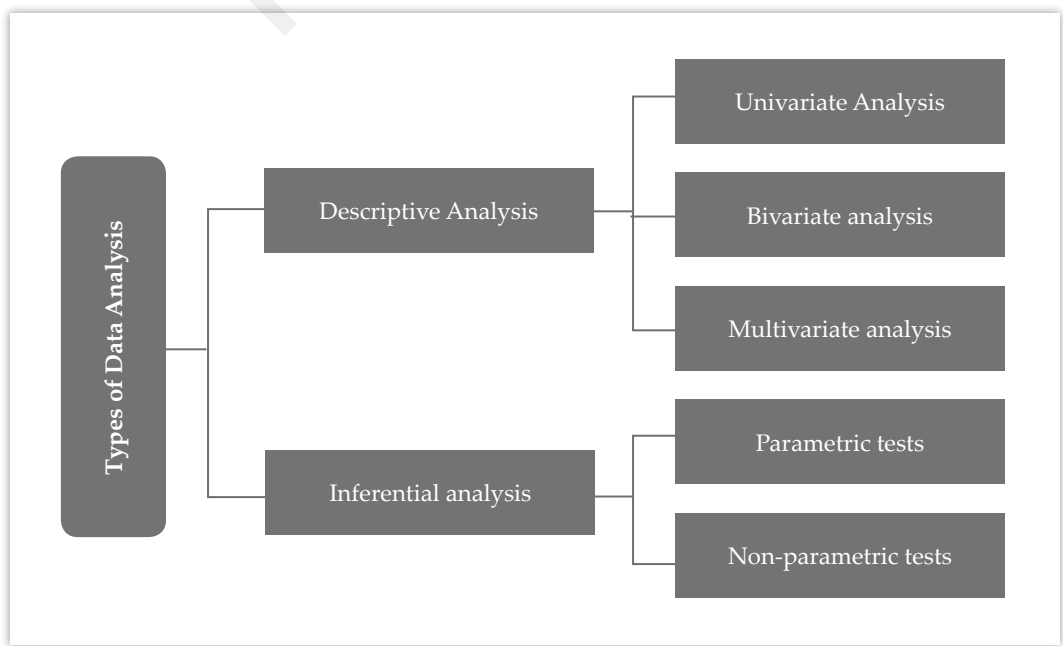 Types of Data Analysis
Descriptive Analysis
Univariate Analysis
Bivariate analysis
Multivariate analysis
Inferential analysis
Parametric tests
Non-parametric tests